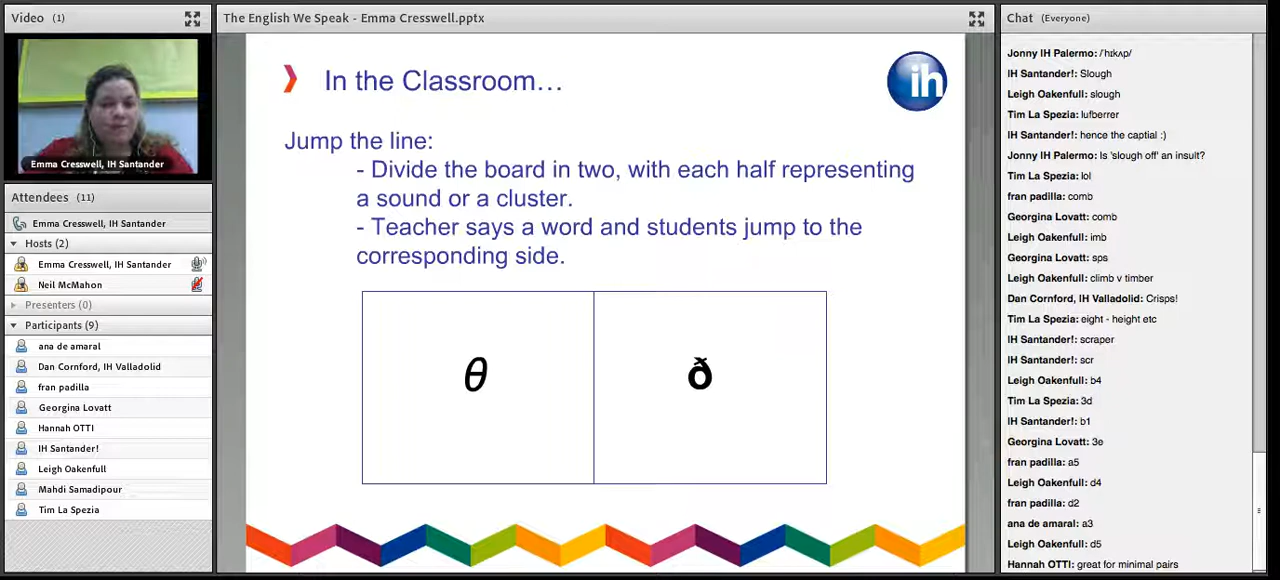 Video (1)
Emma Cresswell, IH Santander
Attendees (11)
Emma Cresswell, IH Santander
Hosts (2)
Emma Cresswell, IH Santander
Neil McMahon
Presenters (0)
Participants (9)
ana de amaral
Dan Cornford, IH Valladolid
fran padilla
Georgina Lovatt
Hannah OTTI
IH Santander!
Leigh Oakenfull
Mahdi Samadipour
Tim La Spezia
The English We Speak - Emma Cresswell.pptx
In the Classroom…
ih
Jump the line:
- Divide the board in two, with each half representing
a sound or a cluster.
- Teacher says a word and students jump to the
corresponding side.
θ
ð
Chat (Everyone)
Jonny IH Palermo: /'hɪkʌp/
IH Santander!: Slough
Leigh Oakenfull: slough
Tim La Spezia: lufberrer
IH Santander!: hence the captial :)
Jonny IH Palermo: Is 'slough off' an insult?
Tim La Spezia: lol
fran padilla: comb
Georgina Lovatt: comb
Leigh Oakenfull: imb
Georgina Lovatt: sps
Leigh Oakenfull: climb v timber
Dan Cornford, IH Valladolid: Crisps!
Tim La Spezia: eight - height etc
IH Santander!: scraper
IH Santander!: scr
Leigh Oakenfull: b4
Tim La Spezia: 3d
IH Santander!: b1
Georgina Lovatt: 3e
fran padilla: a5
Leigh Oakenfull: d4
fran padilla: d2
ana de amaral: a3
Leigh Oakenfull: d5
Hannah OTTI: great for minimal pairs